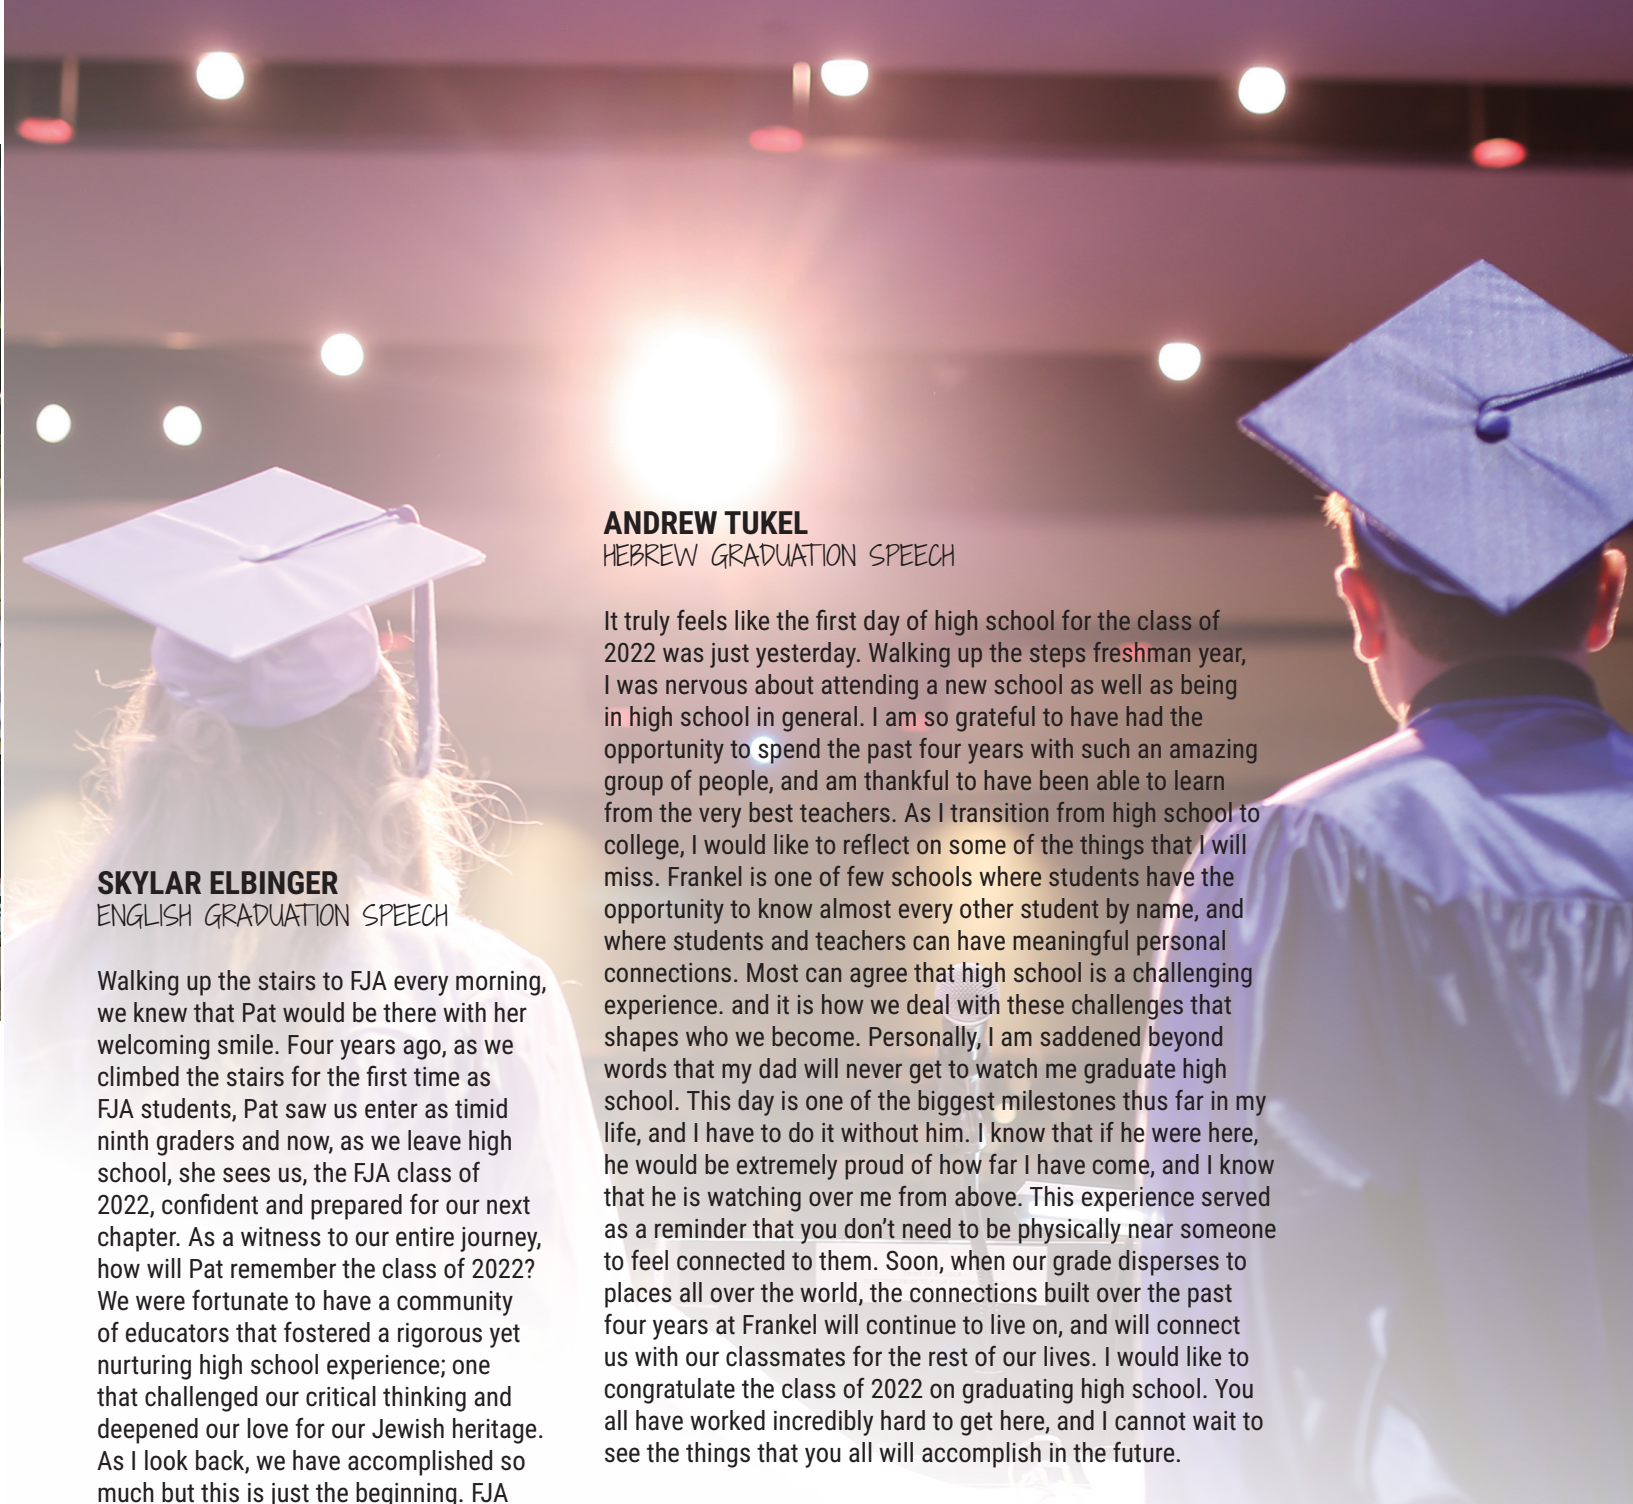 SKYLAR ELBINGER
ENGLISH GRADUATION SPEECH
Walking up the stairs to FJA every morning,
we knew that Pat would be there with her
welcoming smile. Four years ago, as we
climbed the stairs for the first time as
FJA students, Pat saw us enter as timid
ninth graders and now, as we leave high
school, she sees us, the FJA class of
2022, confident and prepared for our next
chapter. As a witness to our entire journey,
how will Pat remember the class of 2022?
We were fortunate to have a community
of educators that fostered a rigorous yet
nurturing high school experience; one
that challenged our critical thinking and
deepened our love for our Jewish heritage.
As I look back, we have accomplished so
much but this is just the beginning. FJA
ANDREW TUKEL
HEBREW GRADUATION SPEECH
It truly feels like the first day of high school for the class of
2022 was just yesterday. Walking up the steps freshman year,
I was nervous about attending a new school as well as being
in high school in general. I am so grateful to have had the
opportunity to spend the past four years with such an amazing
group of people, and am thankful to have been able to learn
from the very best teachers. As I transition from high school to
college, I would like to reflect on some of the things that I will
miss. Frankel is one of few schools where students have the
opportunity to know almost every other student by name, and
where students and teachers can have meaningful personal
connections. Most can agree that high school is a challenging
experience. and it is how we deal with these challenges that
shapes who we become. Personally, I am saddened beyond
words that my dad will never get to watch me graduate high
school. This day is one of the biggest milestones thus far in my
life, and I have to do it without him. I know that if he were here,
he would be extremely proud of how far I have come, and I know
that he is watching over me from above. This experience served
as a reminder that you don’t need to be physically near someone
to feel connected to them. Soon, when our grade disperses to
places all over the world, the connections built over the past
four years at Frankel will continue to live on, and will connect
us with our classmates for the rest of our lives. I would like to
congratulate the class of 2022 on graduating high school. You
all have worked incredibly hard to get here, and I cannot wait to
see the things that you all will accomplish in the future.